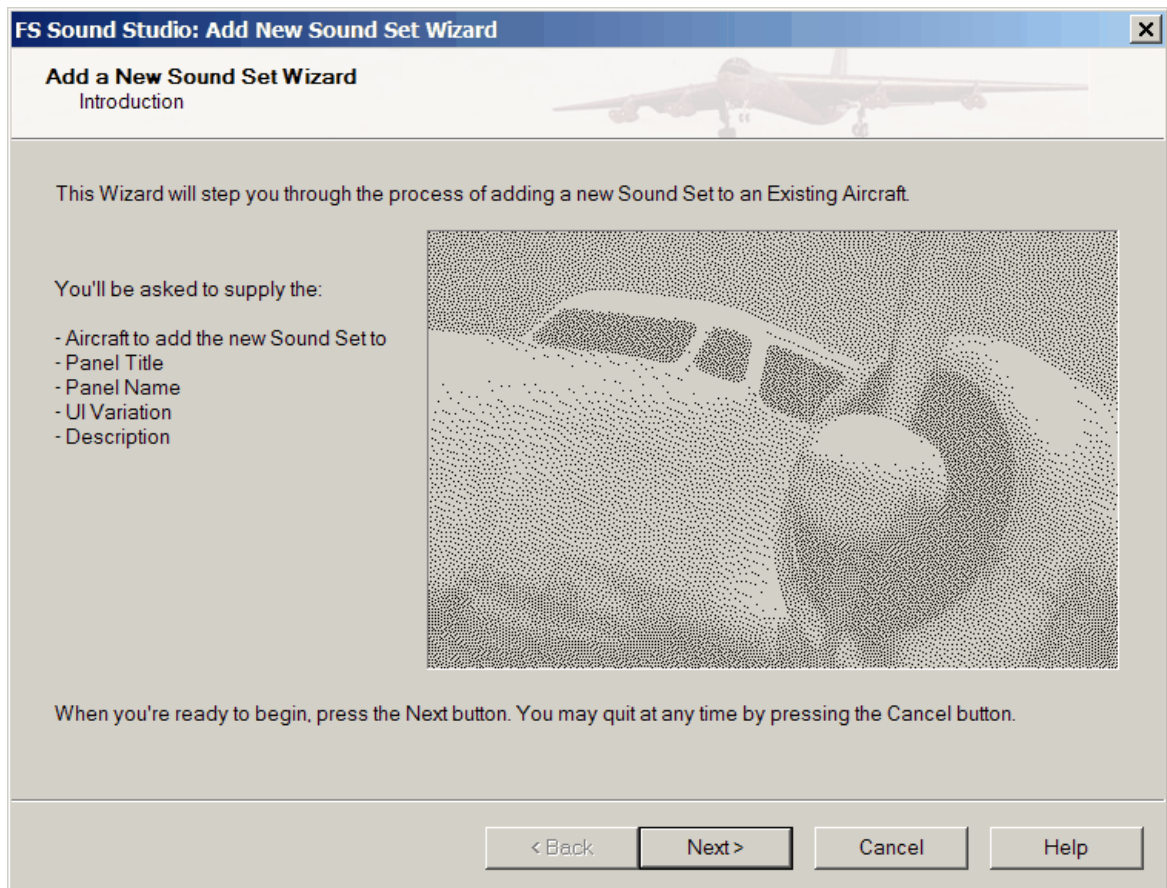 FS Sound Studio: Add New Sound Set Wizard
Add a New Sound Set Wizard
Introduction
This Wizard will step you through the process of adding a new Sound Set to an Existing Aircraft.
You'll be asked to supply the:
- Aircraft to add the new Sound Set to
- Panel Title
- Panel Name
- UI Variation
- Description
When you're ready to begin, press the Next button. You may quit at any time by pressing the Cancel button.
< Back
Next >
Cancel
Help